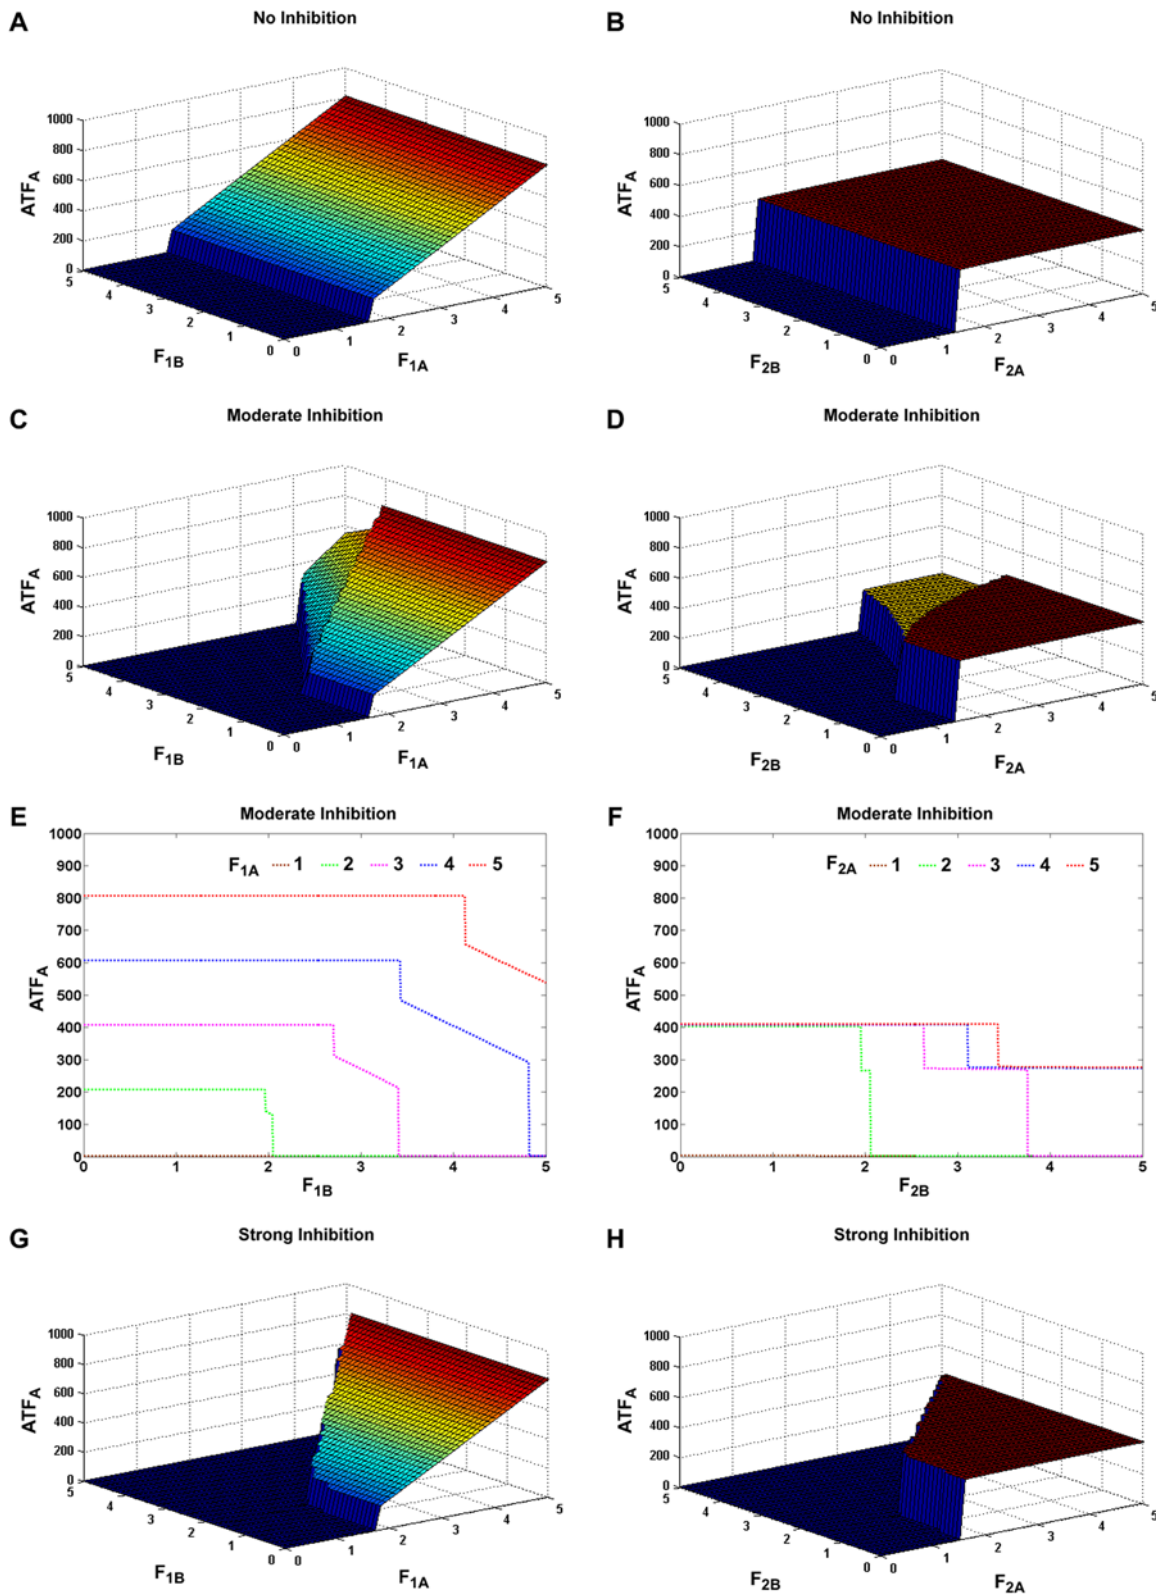 A No Inhibition
B No Inhibition
1000
800
600
400
200
0
ATF_A
5 4 3 2 1 0
F_1B
0 1 2 3 4 5
F_1A
1000
800
600
400
200
0
ATF_A
5 4 3 2 1 0
F_2B
0 1 2 3 4 5
F_2A
C Moderate Inhibition
D Moderate Inhibition
1000
800
600
400
200
0
ATF_A
5 4 3 2 1 0
F_1B
0 1 2 3 4 5
F_1A
1000
800
600
400
200
0
ATF_A
5 4 3 2 1 0
F_2B
0 1 2 3 4 5
F_2A
E Moderate Inhibition
F Moderate Inhibition
1000
900
800
700
600
500
400
300
200
100
0
ATF_A
F_1A 1 2 3 4 5
0 1 2 3 4 5
F_1B
1000
900
800
700
600
500
400
300
200
100
0
ATF_A
F_2A 1 2 3 4 5
0 1 2 3 4 5
F_2B
G Strong Inhibition
H Strong Inhibition
1000
800
600
400
200
0
ATF_A
5 4 3 2 1 0
F_1B
0 1 2 3 4 5
F_1A
1000
800
600
400
200
0
ATF_A
5 4 3 2 1 0
F_2B
0 1 2 3 4 5
F_2A